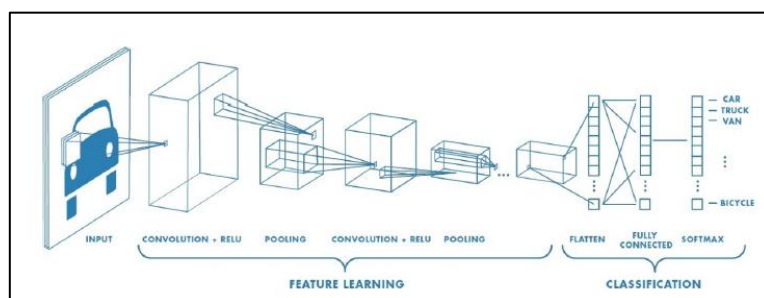 CAR
TRUCK
VAN
BICYCLE
INPUT CONVOLUTION + RELU POOLING CONVOLUTION + RELU POOLING FLATTEN FULLY CONNECTED SOFTMAX
FEATURE LEARNING CLASSIFICATION